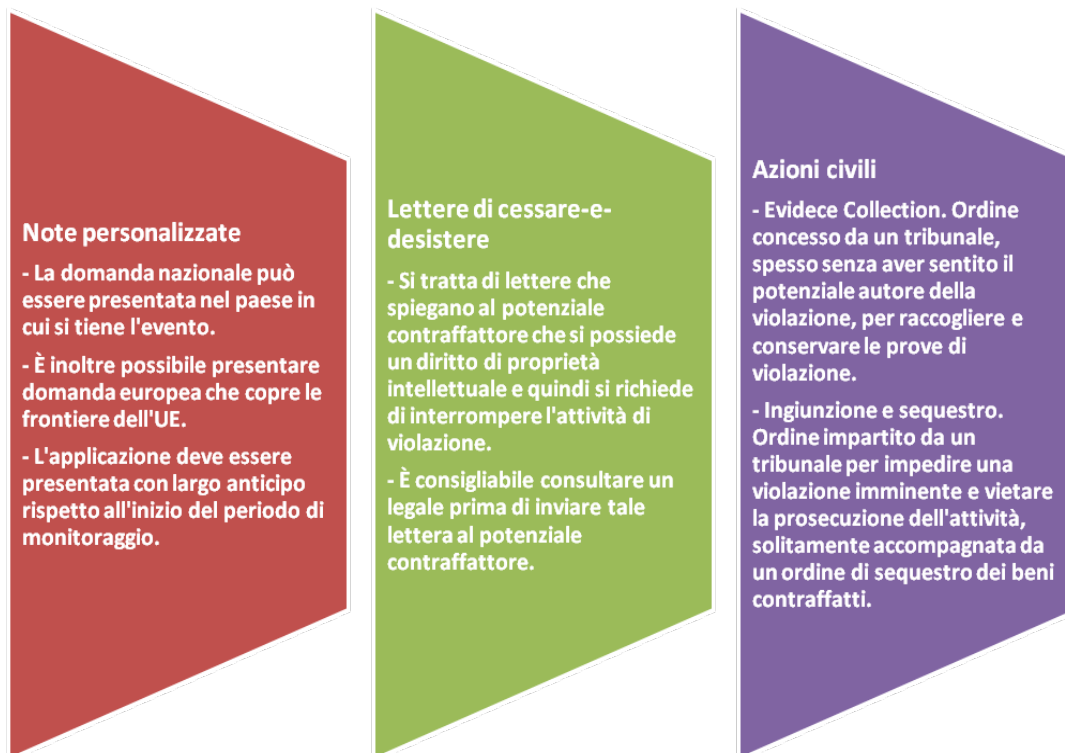 Note personalizzate
- La domanda nazionale può
essere presentata nel paese in
cui si tiene l'evento.
- È inoltre possibile presentare
domanda europea che copre le
frontiere dell'UE.
- L'applicazione deve essere
presentata con largo anticipo
rispetto all'inizio del periodo di
monitoraggio.
Lettere di cessare-e-
desistere
- Si tratta di lettere che
spiegano al potenziale
contraffattore che si possiede
un diritto di proprietà
intellettuale e quindi si richiede
di interrompere l'attività di
violazione.
- È consigliabile consultare un
legale prima di inviare tale
lettera al potenziale
contraffattore.
Azioni civili
- Evidece Collection. Ordine
concesso da un tribunale,
spesso senza aver sentito il
potenziale autore della
violazione, per raccogliere e
conservare le prove di
violazione.
- Ingiunzione e sequestro.
Ordine impartito da un
tribunale per impedire una
violazione imminente e vietare
la prosecuzione dell'attività,
solitamente accompagnata da
un ordine di sequestro dei beni
contraffatti.